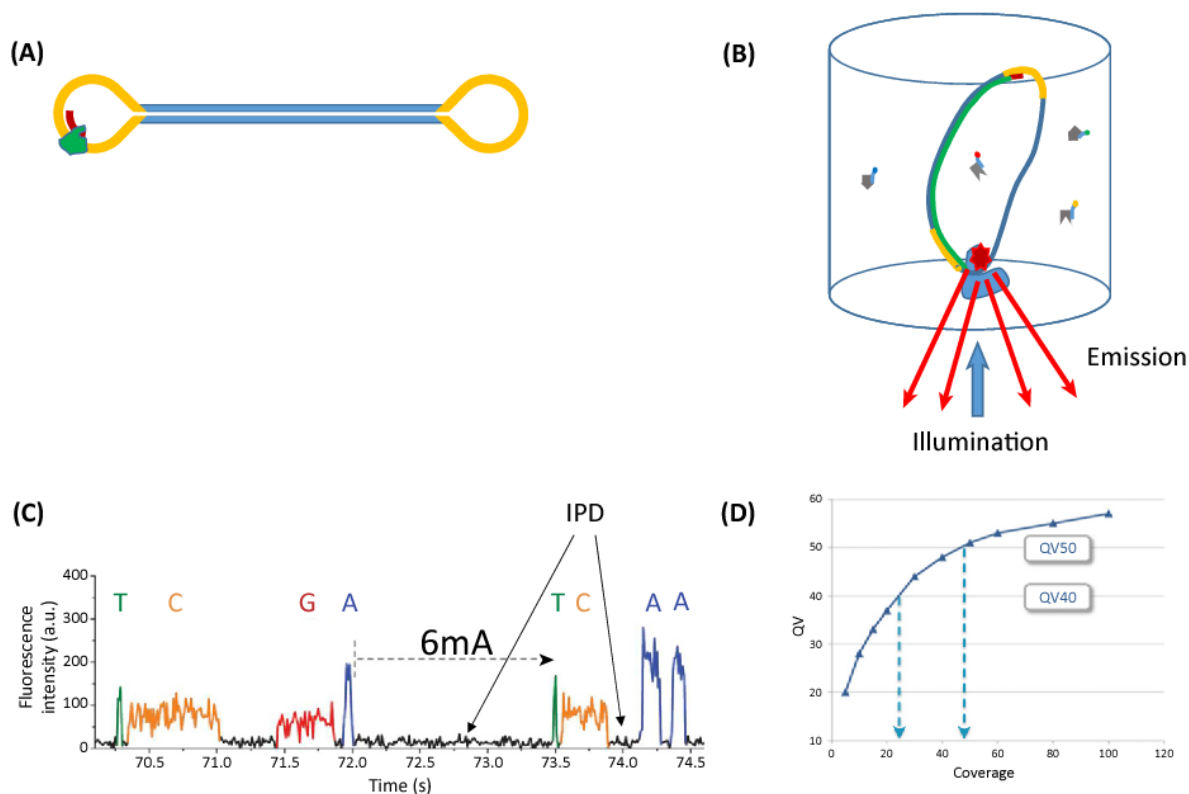 (A)
(B)
Emission
Illumination
(C)
IPD
T C G A T C A A
6mA
Fluorescence
intensity (a.u.)
400
300
200
100
0
70.5 71.0 71.5 72.0 72.5 73.0 73.5 74.0 74.5
Time (s)
(D)
QV
60
50
40
30
20
10
QV50
QV40
0 20 40 60 80 100 120
Coverage